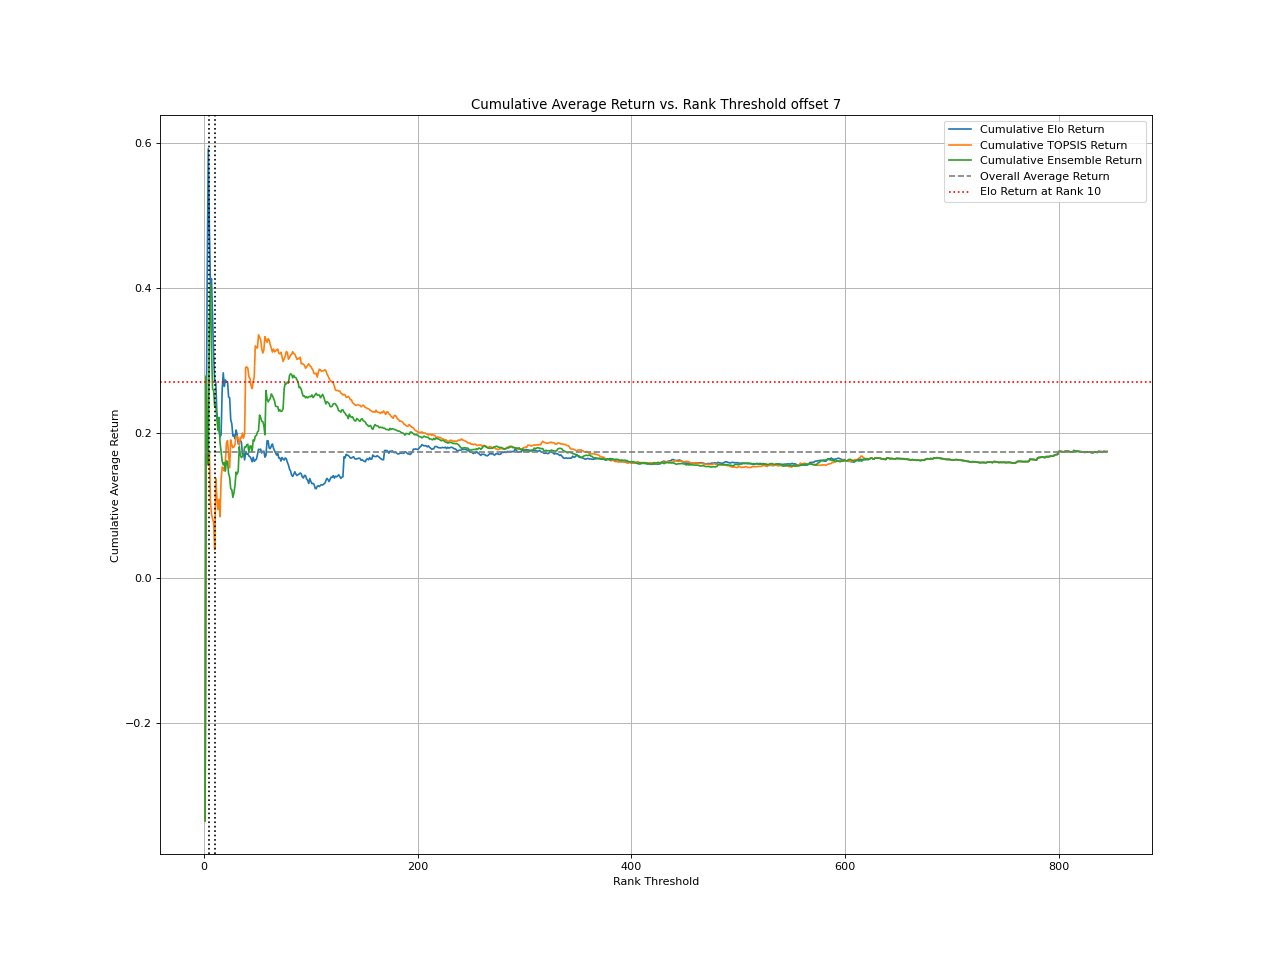 Cumulative Average Return vs. Rank Threshold offset 7
Cumulative Elo Return
Cumulative TOPSIS Return
Cumulative Ensemble Return
Overall Average Return
Elo Return at Rank 10
0.6
0.4
0.2
0.0
−0.2
Cumulative Average Return
0
200
400
600
800
Rank Threshold